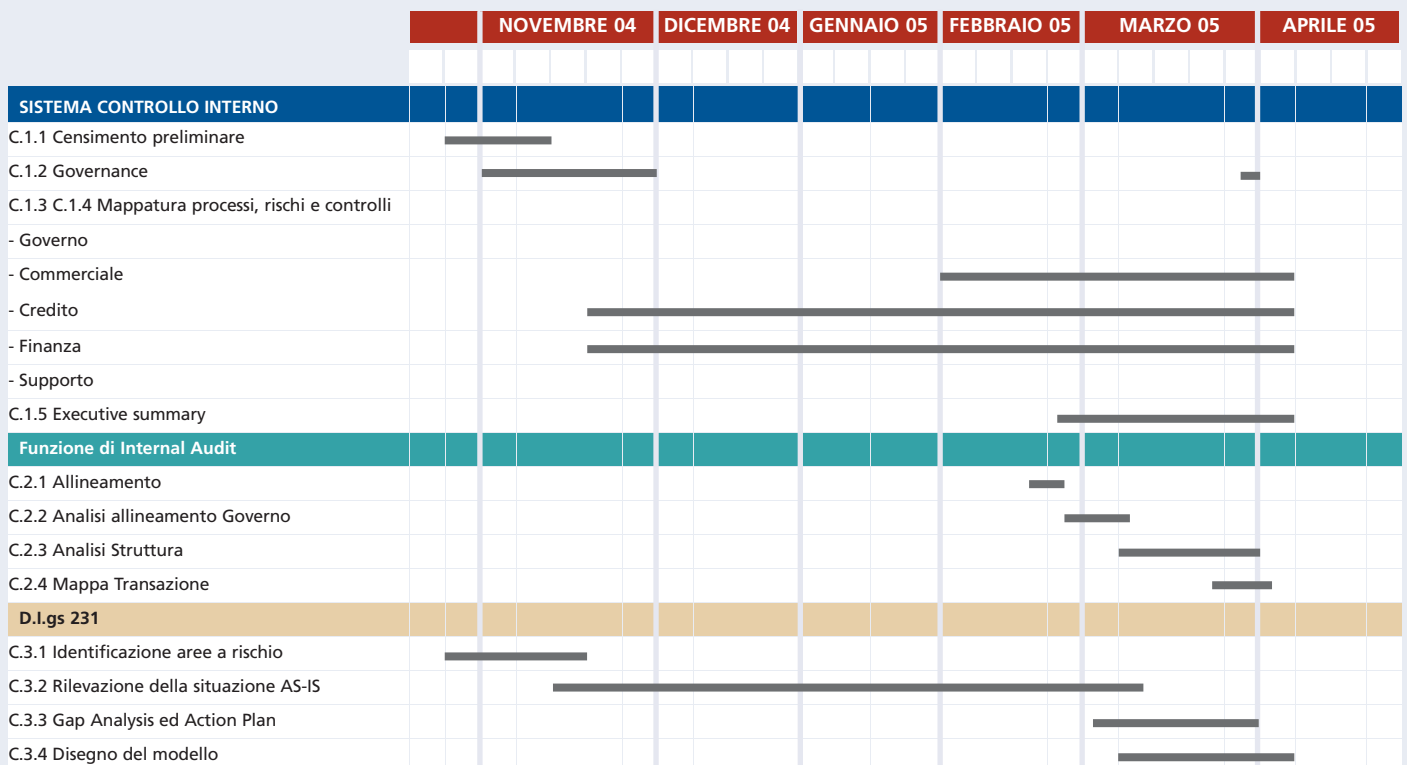 NOVEMBRE 04 DICEMBRE 04 GENNAIO 05 FEBBRAIO 05 MARZO 05 APRILE 05
SISTEMA CONTROLLO INTERNO
C.1.1 Censimento preliminare
C.1.2 Governance
C.1.3 C.1.4 Mappatura processi, rischi e controlli
- Governo
- Commerciale
- Credito
- Finanza
- Supporto
C.1.5 Executive summary
Funzione di Internal Audit
C.2.1 Allineamento
C.2.2 Analisi allineamento Governo
C.2.3 Analisi Struttura
C.2.4 Mappa Transazione
D.l.gs 231
C.3.1 Identificazione aree a rischio
C.3.2 Rilevazione della situazione AS-IS
C.3.3 Gap Analysis ed Action Plan
C.3.4 Disegno del modello